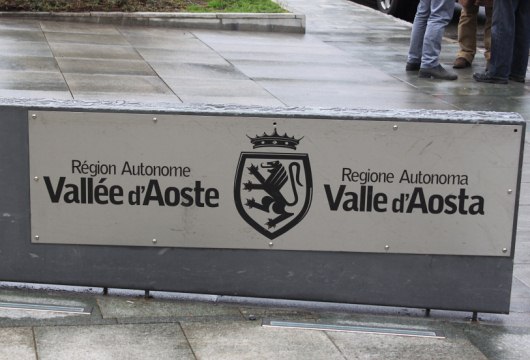 Région Autonome
Vallée d'Aoste
Regione Autonoma
Valle d'Aosta